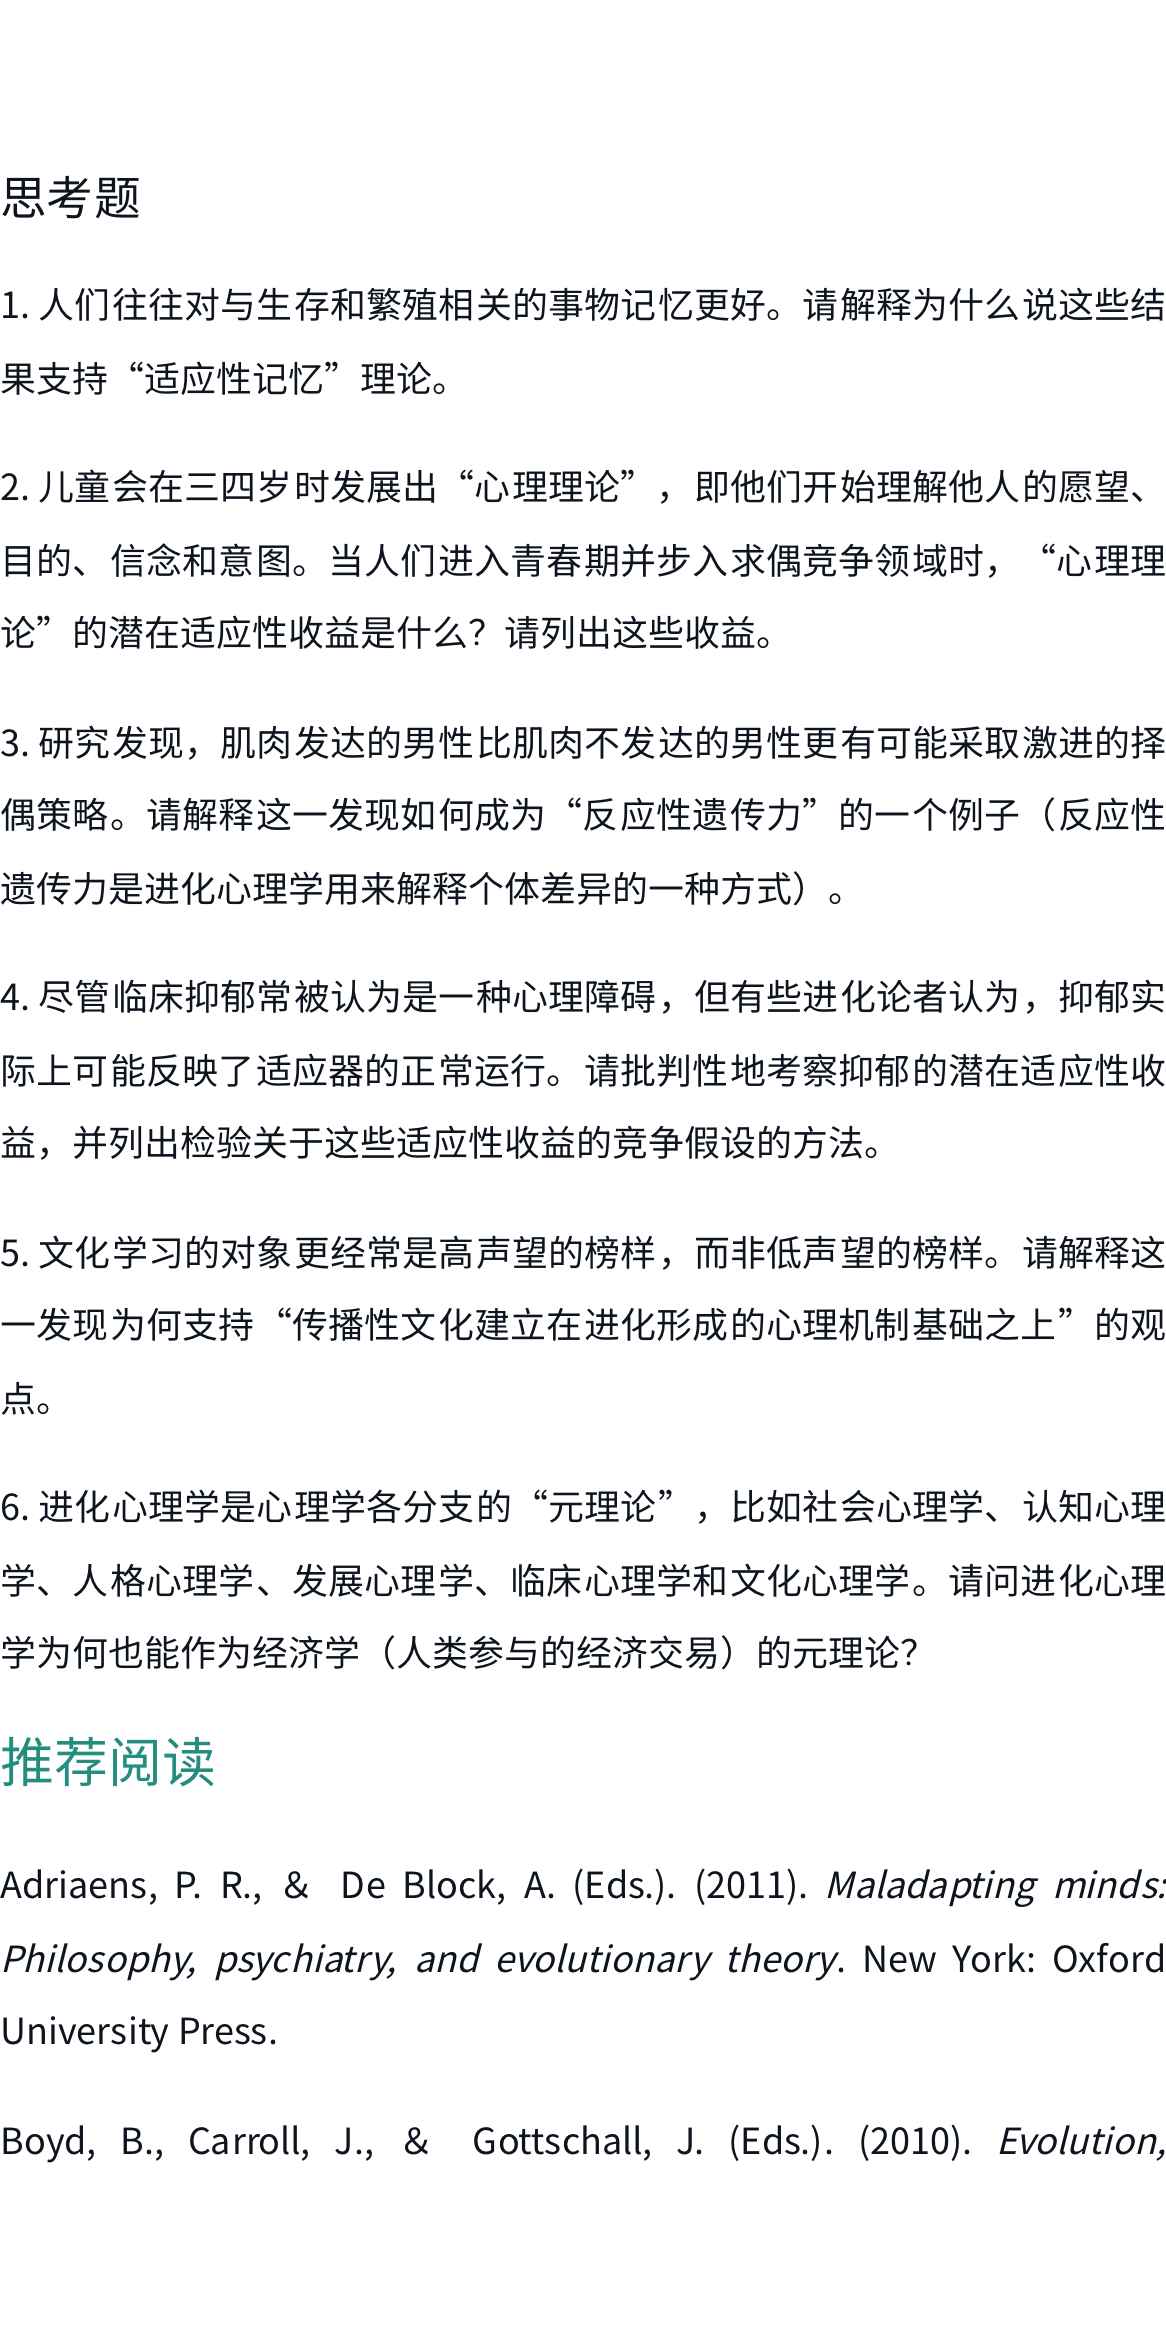 思考题
1. 人们往往对与生存和繁殖相关的事物记忆更好。请解释为什么说这些结
果支持“适应性记忆”理论。
2. 儿童会在三四岁时发展出“心理理论”，即他们开始理解他人的愿望、
目的、信念和意图。当人们进入青春期并步入求偶竞争领域时，“心理理
论”的潜在适应性收益是什么？请列出这些收益。
3. 研究发现，肌肉发达的男性比肌肉不发达的男性更有可能采取激进的择
偶策略。请解释这一发现如何成为“反应性遗传力”的一个例子（反应性
遗传力是进化心理学用来解释个体差异的一种方式）。
4. 尽管临床抑郁常被认为是一种心理障碍，但有些进化论者认为，抑郁实
际上可能反映了适应器的正常运行。请批判性地考察抑郁的潜在适应性收
益，并列出检验关于这些适应性收益的竞争假设的方法。
5. 文化学习的对象更经常是高声望的榜样，而非低声望的榜样。请解释这
一发现为何支持“传播性文化建立在进化形成的心理机制基础之上”的观
点。
6. 进化心理学是心理学各分支的“元理论”，比如社会心理学、认知心理
学、人格心理学、发展心理学、临床心理学和文化心理学。请问进化心理
学为何也能作为经济学（人类参与的经济交易）的元理论？
推荐阅读
Adriaens, P. R., & De Block, A. (Eds.). (2011). Maladapting minds:
Philosophy, psychiatry, and evolutionary theory. New York: Oxford
University Press.
Boyd, B., Carroll, J., & Gottschall, J. (Eds.). (2010). Evolution,